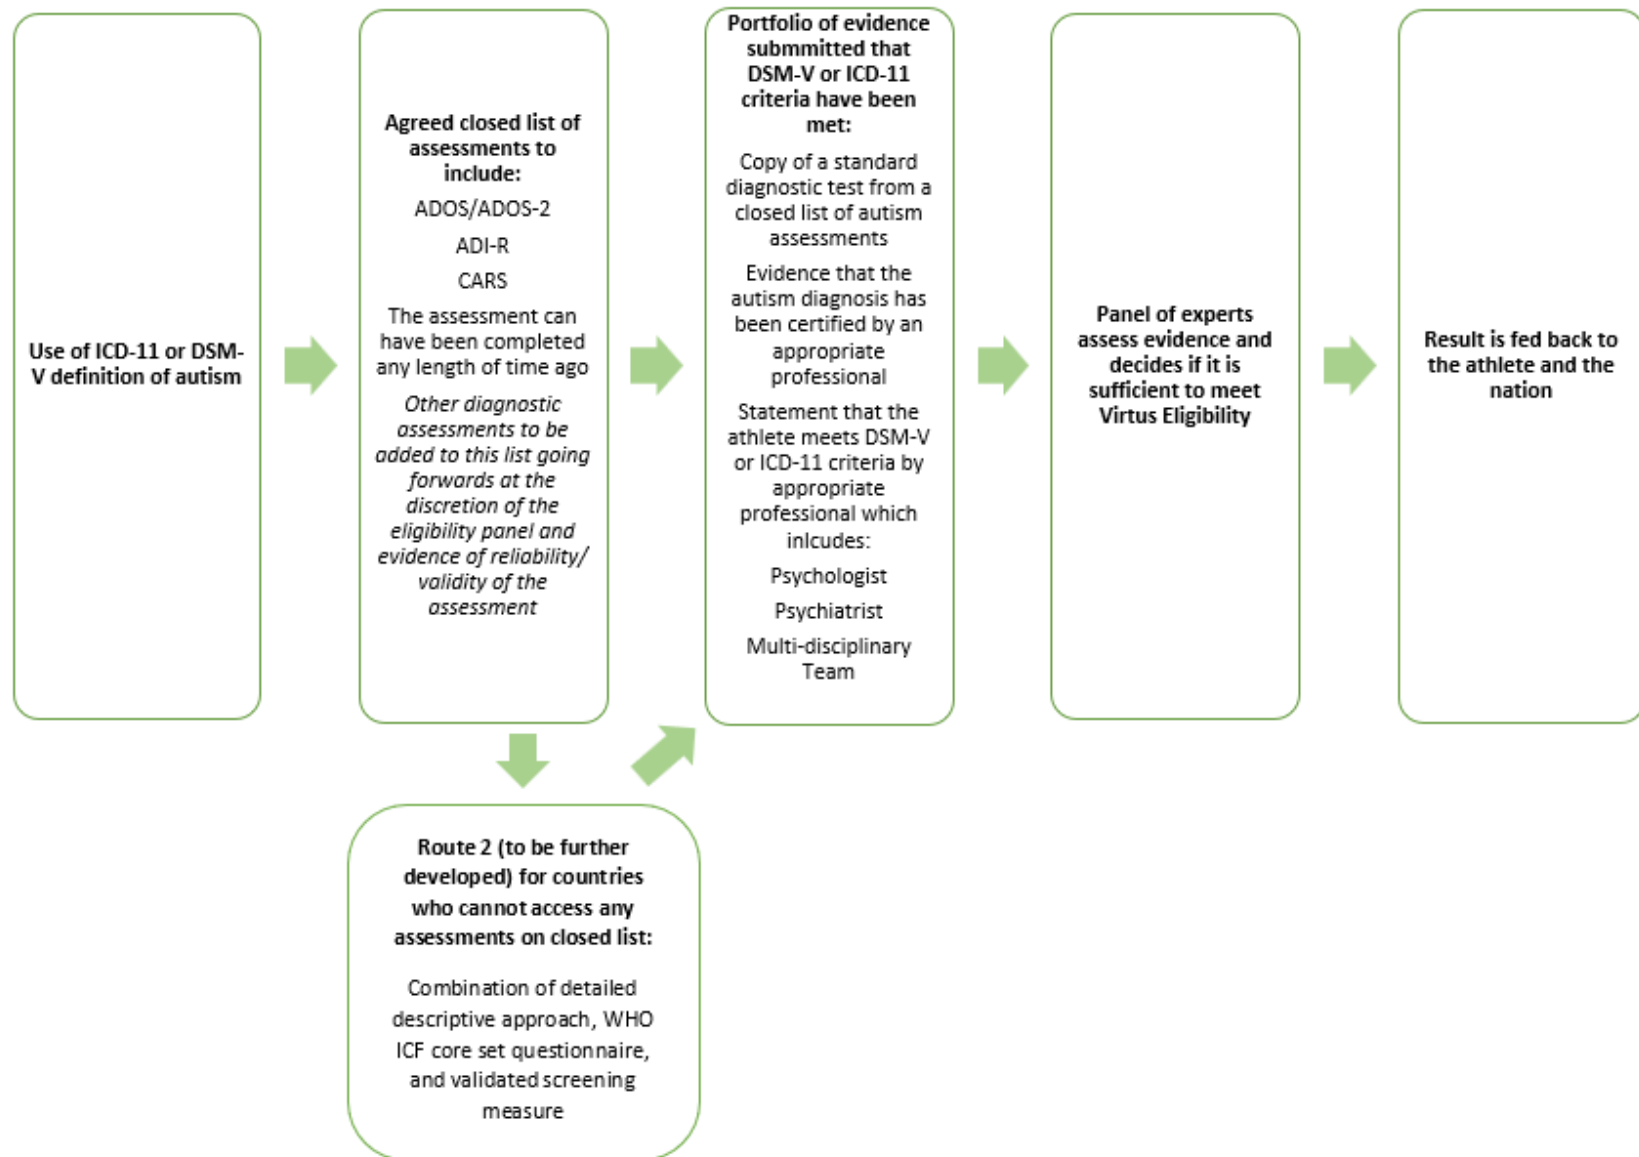 Use of ICD-11 or DSM-
V definition of autism
Agreed closed list of
assessments to
include:
ADOS/ADOS-2
ADI-R
CARS
The assessment can
have been completed
any length of time ago
Other diagnostic
assessments to be
added to this list going
forwards at the
discretion of the
eligibility panel and
evidence of reliability/
validity of the
assessment
Route 2 (to be further
developed) for countries
who cannot access any
assessments on closed list:
Combination of detailed
descriptive approach, WHO
ICF core set questionnaire,
and validated screening
measure
Portfolio of evidence
submmitted that
DSM-V or ICD-11
criteria have been
met:
Copy of a standard
diagnostic test from a
closed list of autism
assessments
Evidence that the
autism diagnosis has
been certified by an
appropriate
professional
Statement that the
athlete meets DSM-V
or ICD-11 criteria by
appropriate
professional which
inlcudes:
Psychologist
Psychiatrist
Multi-disciplinary
Team
Panel of experts
assess evidence and
decides if it is
sufficient to meet
Virtus Eligibility
Result is fed back to
the athlete and the
nation